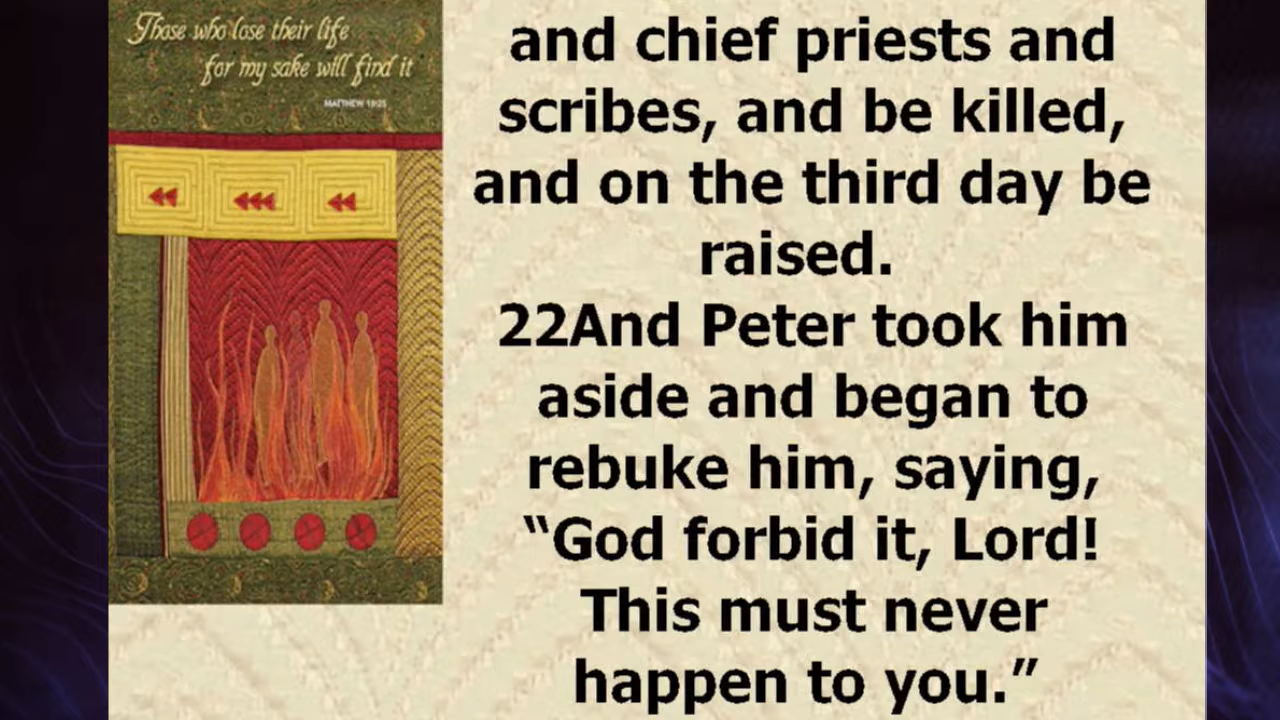 Those who lose their life
for my sake will find it
and chief priests and
scribes, and be killed,
and on the third day be
raised.
22And Peter took him
aside and began to
rebuke him, saying,
“God forbid it, Lord!
This must never
happen to you.”